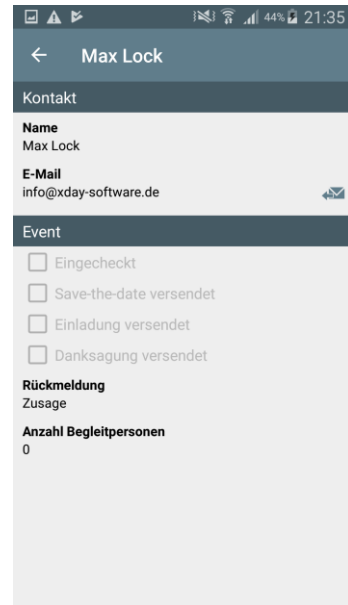 44% 21:35
Max Lock
Kontakt
Name
Max Lock
E-Mail
info@xday-software.de
Event
Eingecheckt
Save-the-date versendet
Einladung versendet
Danksagung versendet
Rückmeldung
Zusage
Anzahl Begleitpersonen
0